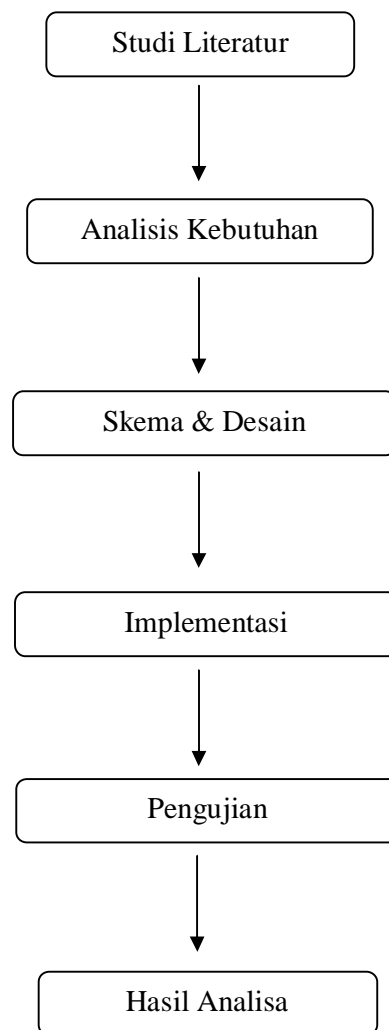 Studi Literatur
Analisis Kebutuhan
Skema & Desain
Implementasi
Pengujian
Hasil Analisa